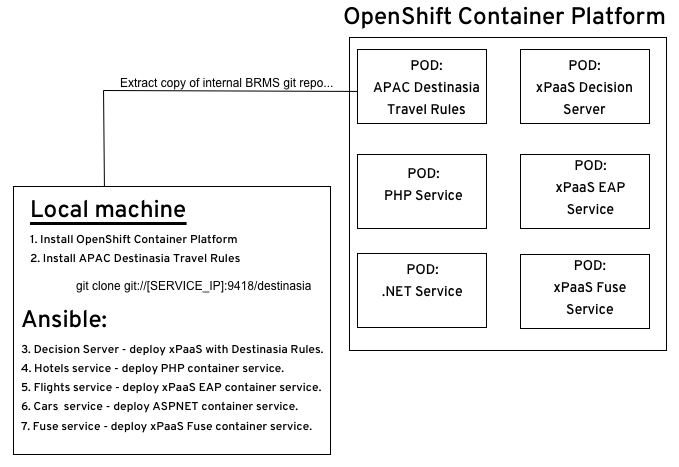 OpenShift Container Platform
Extract copy of internal BRMS git repo...
POD:
APAC Destinasia
Travel Rules
POD:
xPaaS Decision
Server
POD:
PHP Service
POD:
xPaaS EAP
Service
POD:
.NET Service
POD:
xPaaS Fuse
Service
Local machine
1. Install OpenShift Container Platform
2. Install APAC Destinasia Travel Rules
git clone git://[SERVICE_IP]:9418/destinasia
Ansible:
3. Decision Server - deploy xPaaS with Destinasia Rules.
4. Hotels service - deploy PHP container service.
5. Flights service - deploy xPaaS EAP container service.
6. Cars  service - deploy ASPNET container service.
7. Fuse service - deploy xPaaS Fuse container service.